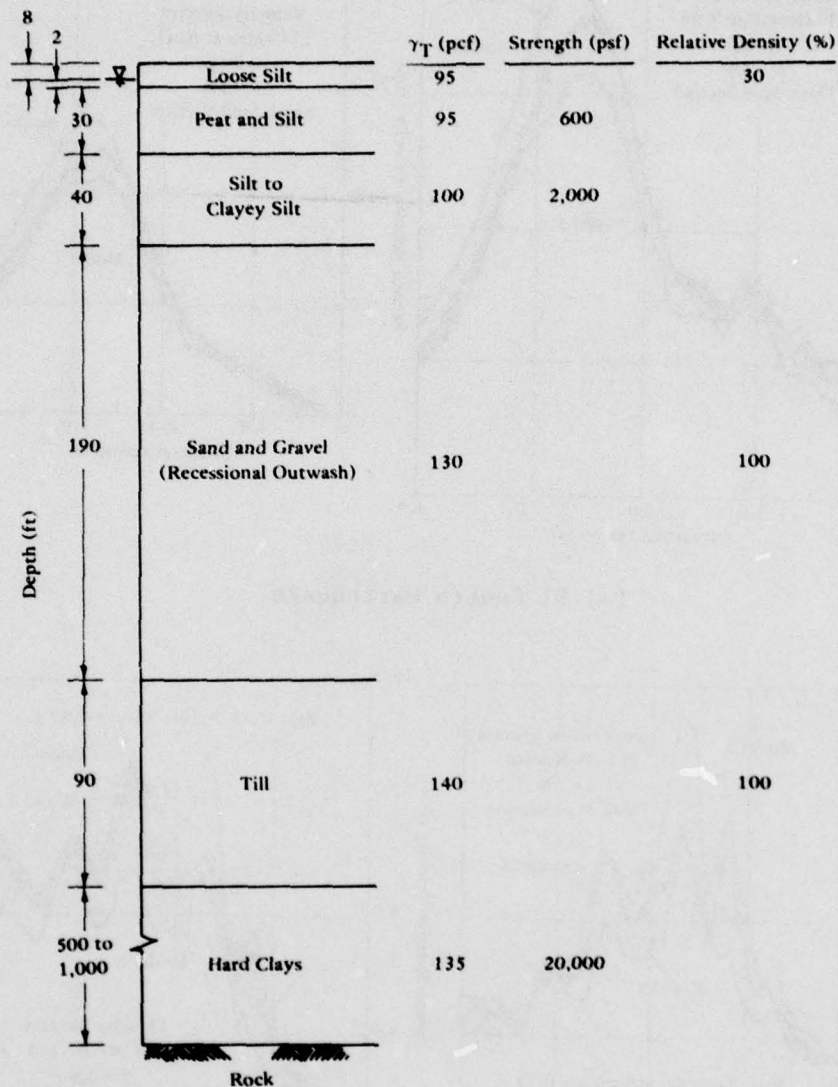 8
2
γT (pcf) Strength (psf) Relative Density (%)
Loose Silt 95 30
30 Peat and Silt 95 600
40 Silt to Clayey Silt 100 2,000
190 Sand and Gravel (Recessional Outwash) 130 100
Depth (ft)
90 Till 140 100
500 to 1,000 Hard Clays 135 20,000
Rock